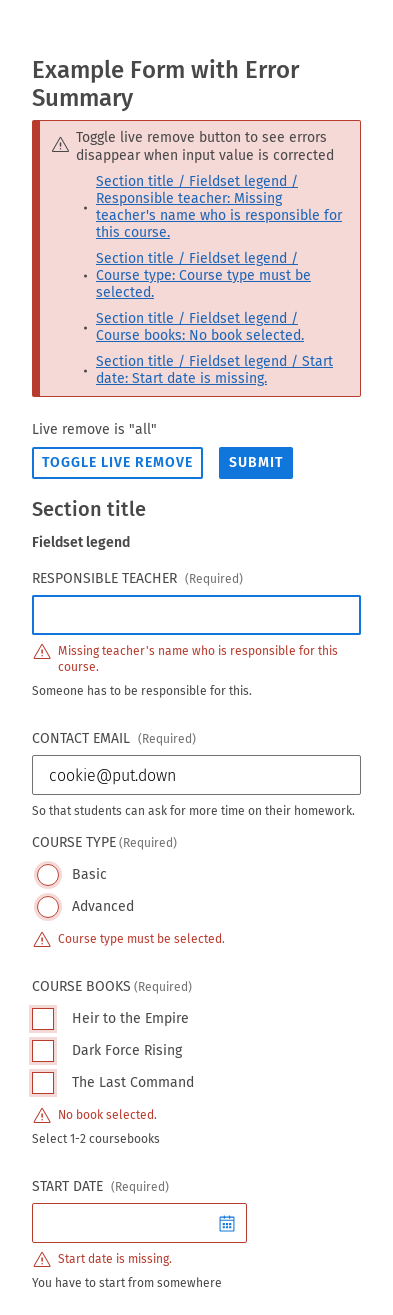 Example Form with Error
Summary
Toggle live remove button to see errors
disappear when input value is corrected
Section title / Fieldset legend /
Responsible teacher: Missing
teacher's name who is responsible for
this course.
Section title / Fieldset legend /
Course type: Course type must be
selected.
Section title / Fieldset legend /
Course books: No book selected.
Section title / Fieldset legend / Start
date: Start date is missing.
Live remove is "all"
TOGGLE LIVE REMOVE SUBMIT
Section title
Fieldset legend
RESPONSIBLE TEACHER (Required)
Missing teacher's name who is responsible for this
course.
Someone has to be responsible for this.
CONTACT EMAIL (Required)
cookie@put.down
So that students can ask for more time on their homework.
COURSE TYPE (Required)
Basic
Advanced
Course type must be selected.
COURSE BOOKS (Required)
Heir to the Empire
Dark Force Rising
The Last Command
No book selected.
Select 1-2 coursebooks
START DATE (Required)
Start date is missing.
You have to start from somewhere